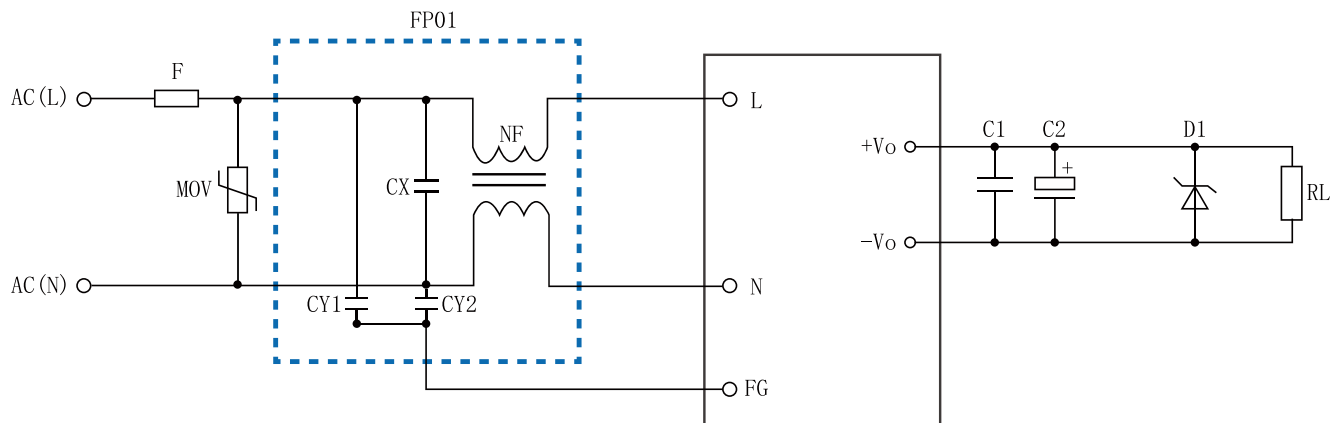 FP01
F
AC(L)
L
NF
C1
C2
D1
+VO
+
MOV
CX
RL
-VO
AC(N)
N
CY1
CY2
FG